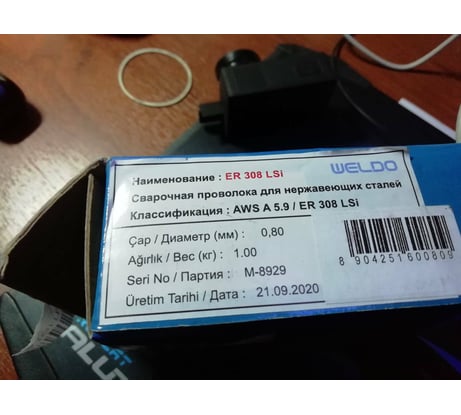 Наименование : ER 308 LSi
WELDO
Сварочная проволока для нержавеющих сталей
Классификация : AWS A 5.9 / ER 308 LSi
Çap / Диаметр (мм) : 0,80
Ağırlık / Вес (кг) : 1.00
Seri No / Партия : M-8929
Üretim Tarihi / Дата : 21.09.2020
8 904251 600809